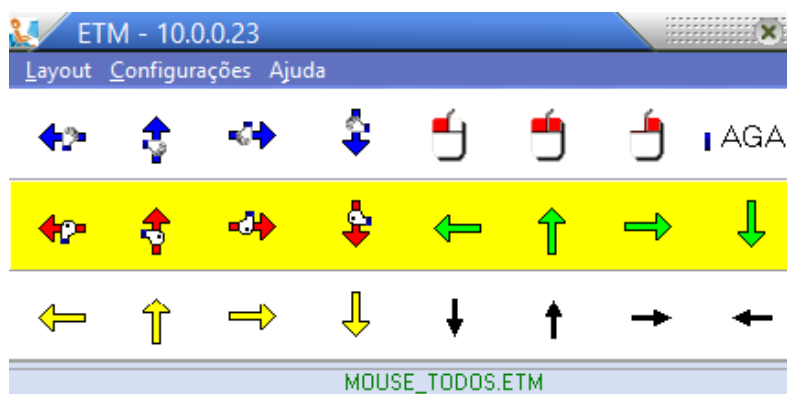 ETM - 10.0.0.23
Layout Configurações Ajuda
AGA
MOUSE_TODOS.ETM